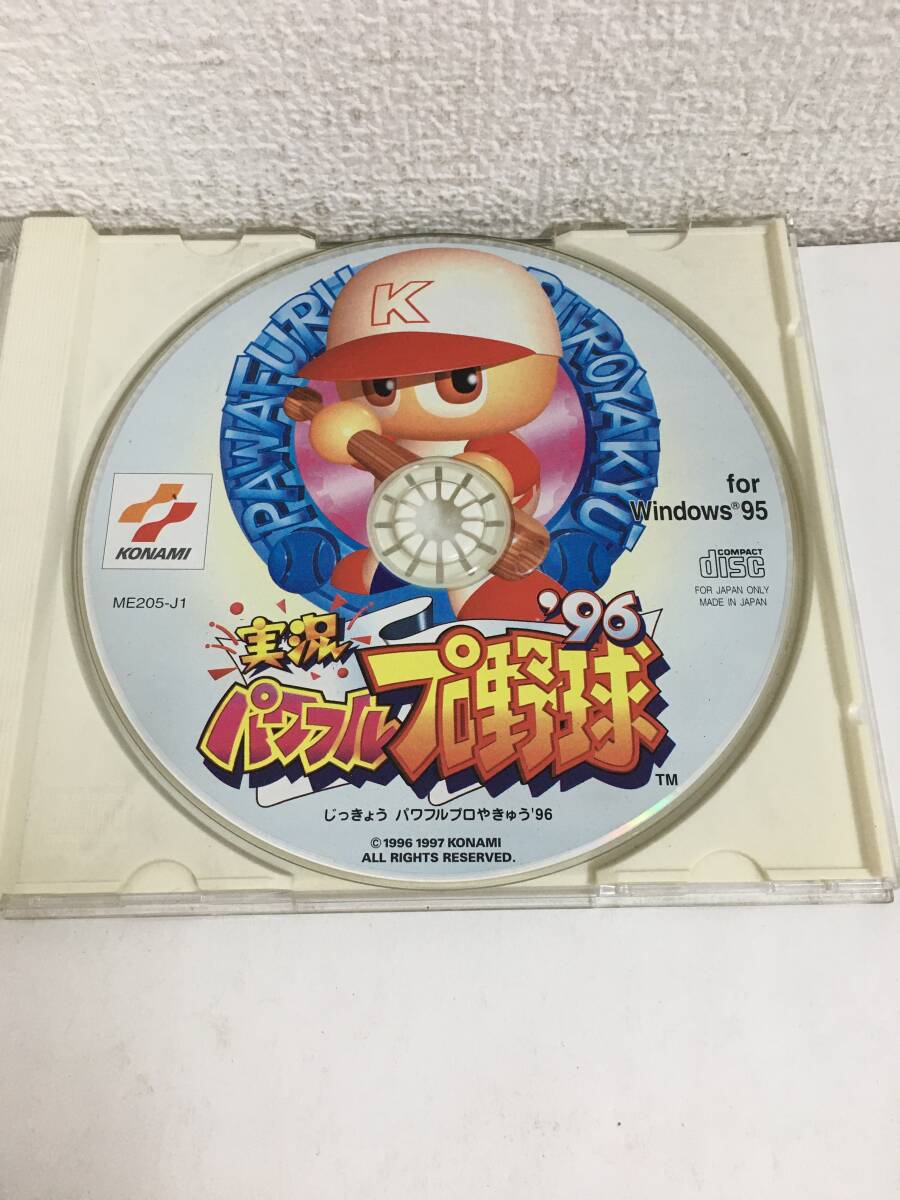 K
PAWAFURU PUROYAKYU
KONAMI
ME205-J1
for
Windows®95
COMPACT
disc
FOR JAPAN ONLY
MADE IN JAPAN
'96
実況
パワフル
プロ野球
TM
じっきょう パワフルプロやきゅう'96
©1996 1997 KONAMI
ALL RIGHTS RESERVED.